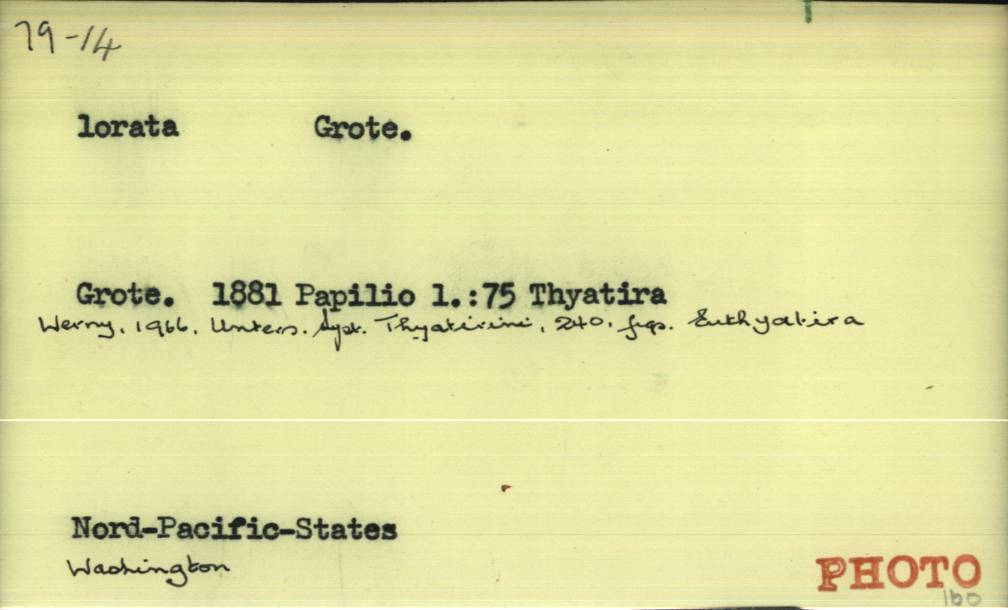 79-14
lorata Grote.
Grote. 1881 Papilio 1.:75 Thyatira
Werny, 1966, Unters. Syst. Thyatirini, 240, figs. Euthyatira
Nord-Pacific-States
Washington
PHOTO
160